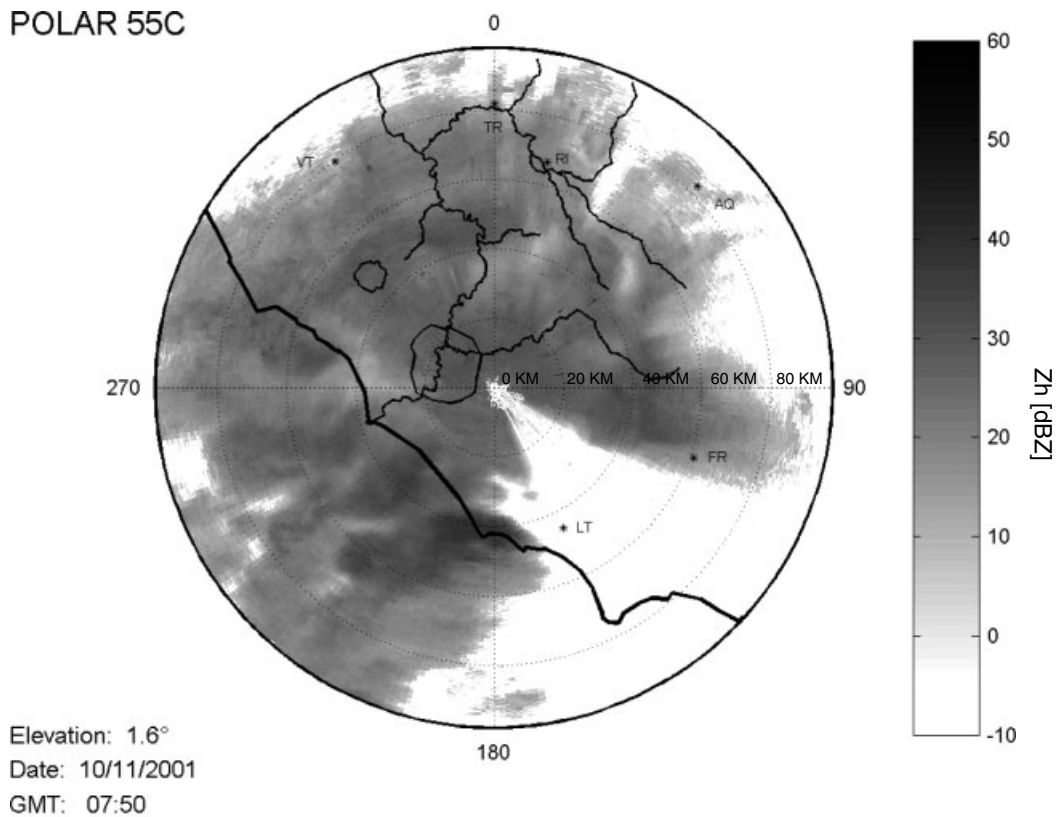 POLAR 55C
0
60
50
40
30
20
10
0
-10
Zh [dBZ]
TR
VT
RI
AQ
270
0 KM 20 KM 40 KM 60 KM 80 KM
90
FR
LT
180
Elevation: 1.6°
Date: 10/11/2001
GMT: 07:50